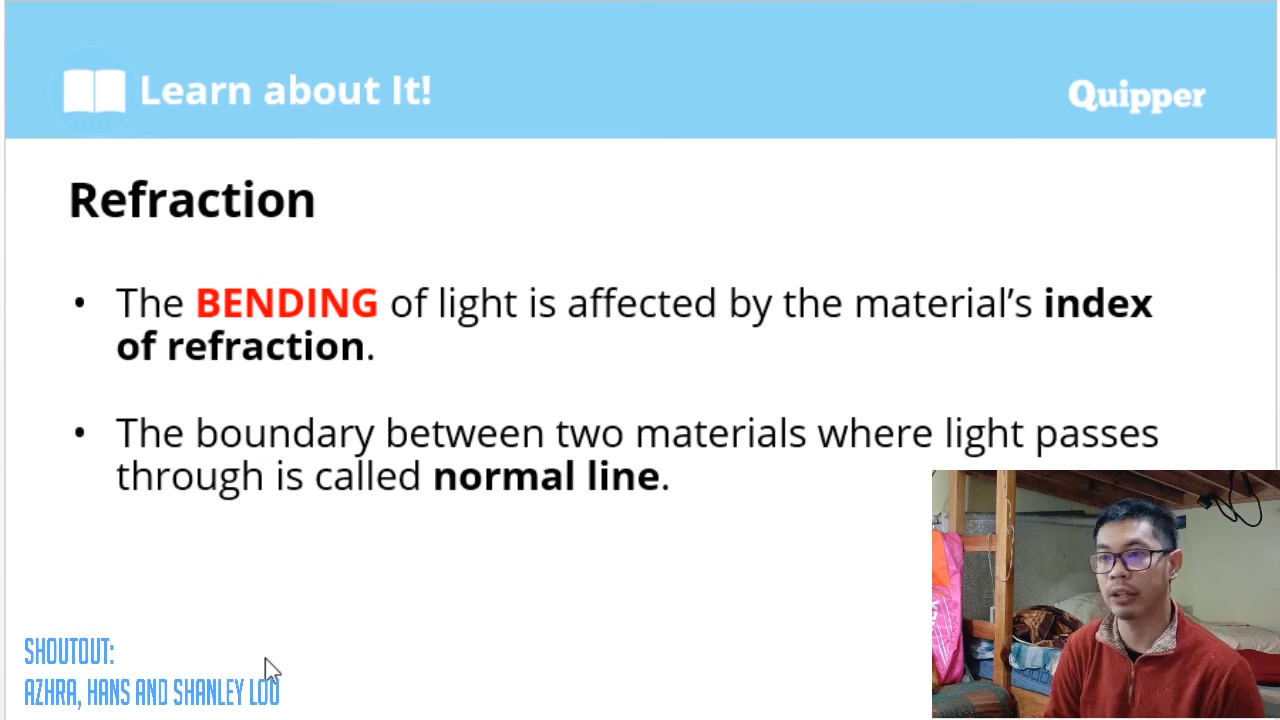 Learn about It!
Quipper
Refraction
• The BENDING of light is affected by the material’s index
of refraction.
• The boundary between two materials where light passes
through is called normal line.
SHOUTOUT:
AZHRA, HANS AND SHANLEY LOU